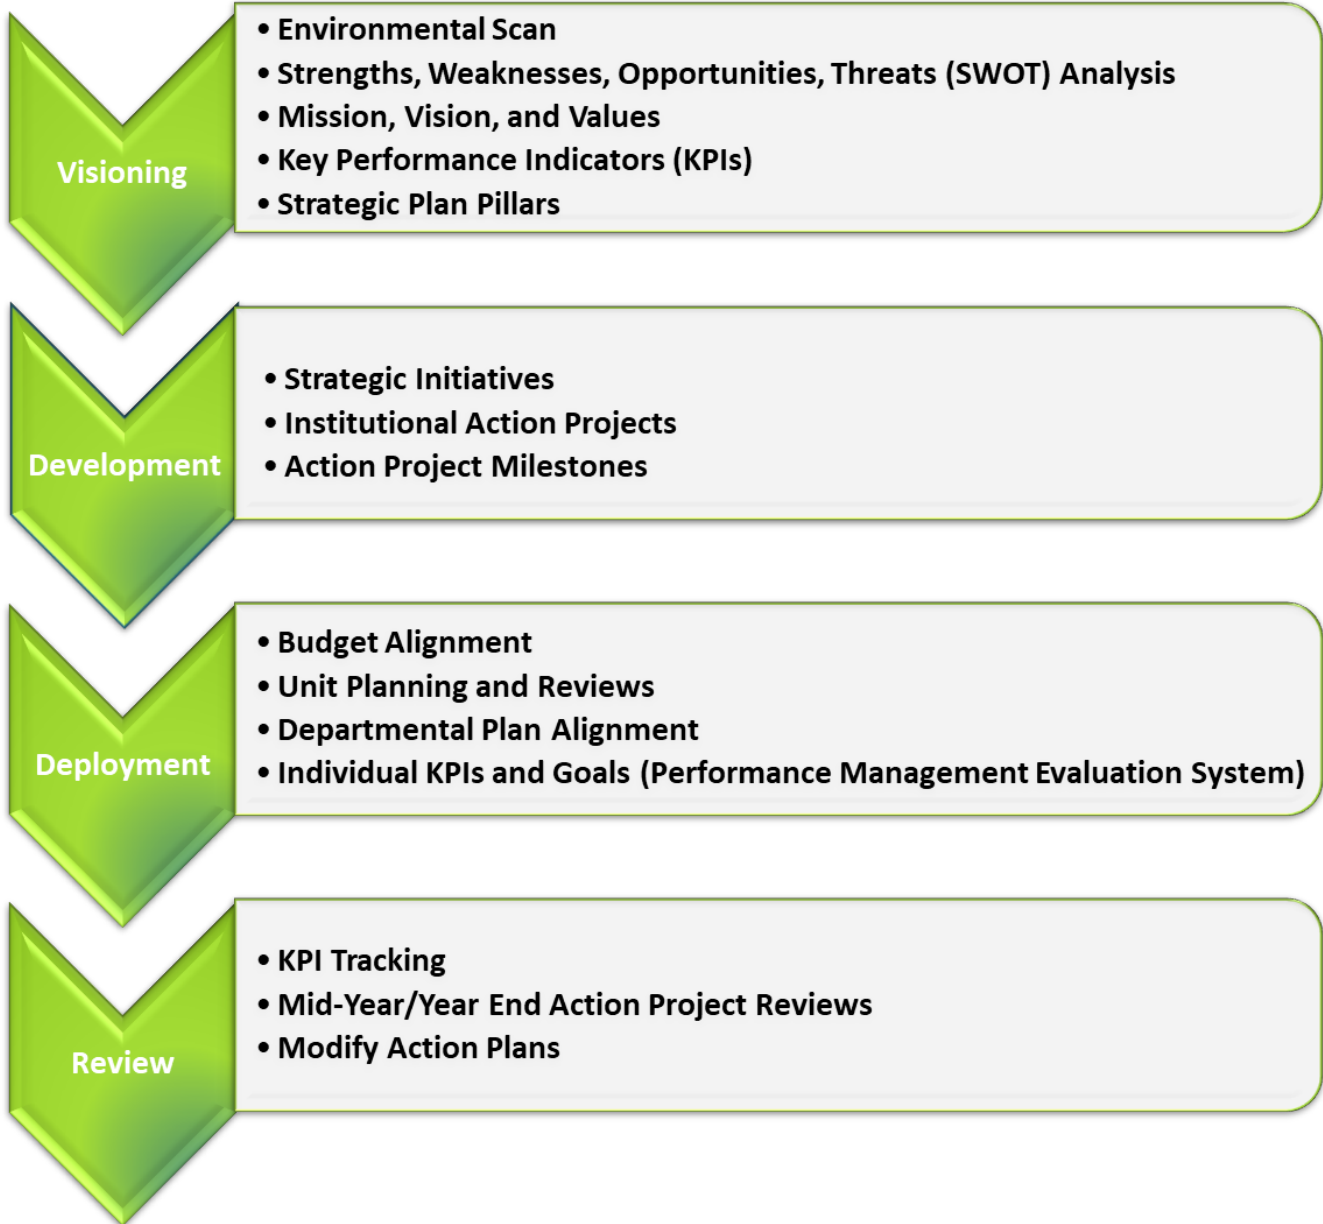 Visioning
• Environmental Scan
• Strengths, Weaknesses, Opportunities, Threats (SWOT) Analysis
• Mission, Vision, and Values
• Key Performance Indicators (KPIs)
• Strategic Plan Pillars
Development
• Strategic Initiatives
• Institutional Action Projects
• Action Project Milestones
Deployment
• Budget Alignment
• Unit Planning and Reviews
• Departmental Plan Alignment
• Individual KPIs and Goals (Performance Management Evaluation System)
Review
• KPI Tracking
• Mid-Year/Year End Action Project Reviews
• Modify Action Plans